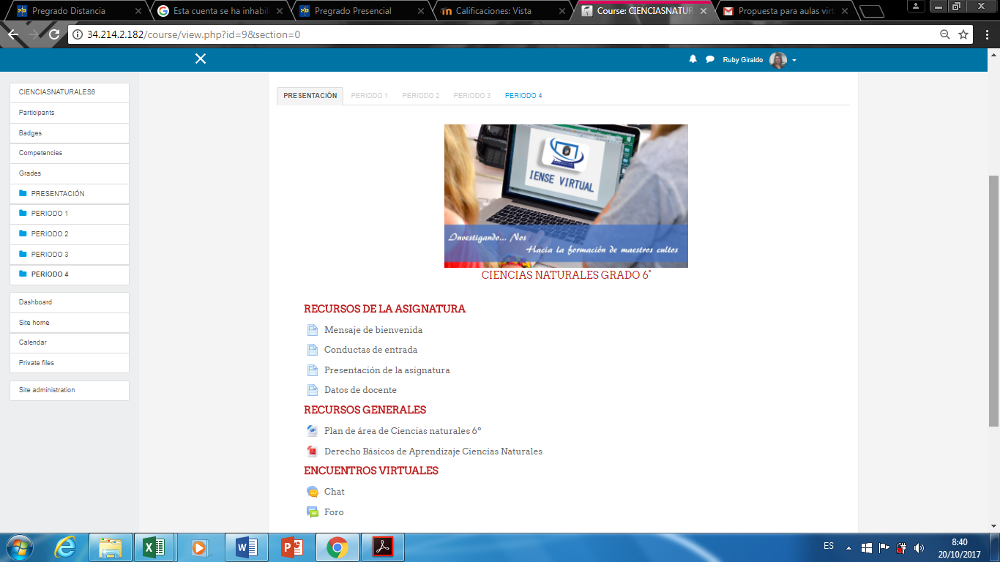 Pregrado Distancia
Esta cuenta se ha inhabil
Pregrado Presencial
Calificaciones: Vista
Course: CIENCIASNATUR
Propuesta para aulas virt
34.214.2.182/course/view.php?id=9&section=0
Ruby Giraldo
CIENCIASNATURALES6
Participants
Badges
Competencies
Grades
PRESENTACIÓN
PERIODO 1
PERIODO 2
PERIODO 3
PERIODO 4
Dashboard
Site home
Calendar
Private files
Site administration
PRESENTACIÓN PERIODO 1 PERIODO 2 PERIODO 3 PERIODO 4
IENSE VIRTUAL
Investigando... Nos
Hacia la formación de maestros cultos
CIENCIAS NATURALES GRADO 6°
RECURSOS DE LA ASIGNATURA
Mensaje de bienvenida
Conductas de entrada
Presentación de la asignatura
Datos de docente
RECURSOS GENERALES
Plan de área de Ciencias naturales 6º
Derecho Básicos de Aprendizaje Ciencias Naturales
ENCUENTROS VIRTUALES
Chat
Foro
ES
8:40
20/10/2017